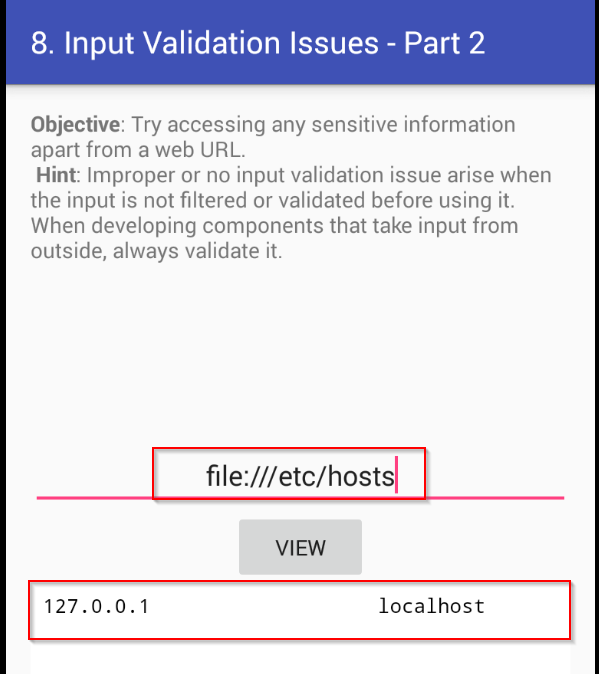 8. Input Validation Issues - Part 2
Objective: Try accessing any sensitive information
apart from a web URL.
Hint: Improper or no input validation issue arise when
the input is not filtered or validated before using it.
When developing components that take input from
outside, always validate it.
file:///etc/hosts
VIEW
127.0.0.1 localhost